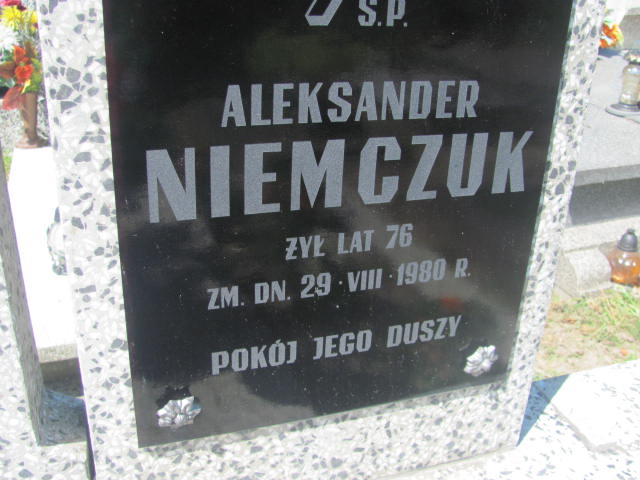 Ś.P.
ALEKSANDER
NIEMCZUK
ŻYŁ LAT 76
ZM. DN. 29·VIII·1980 R.
POKÓJ JEGO DUSZY